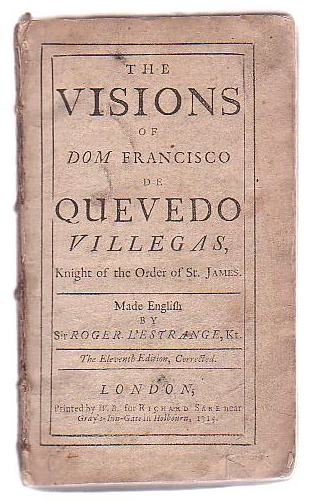 THE
VISIONS
OF
DOM FRANCISCO
DE
QUEVEDO
VILLEGAS,
Knight of the Order of St. JAMES.
Made Engliſh
BY
Sir ROGER L'ESTRANGE, Kt.
The Eleventh Edition, Corrected.
LONDON,
Printed by W. B. for RICHARD SARE near
Gray's-Inn-Gate in Holbourn, 1715.